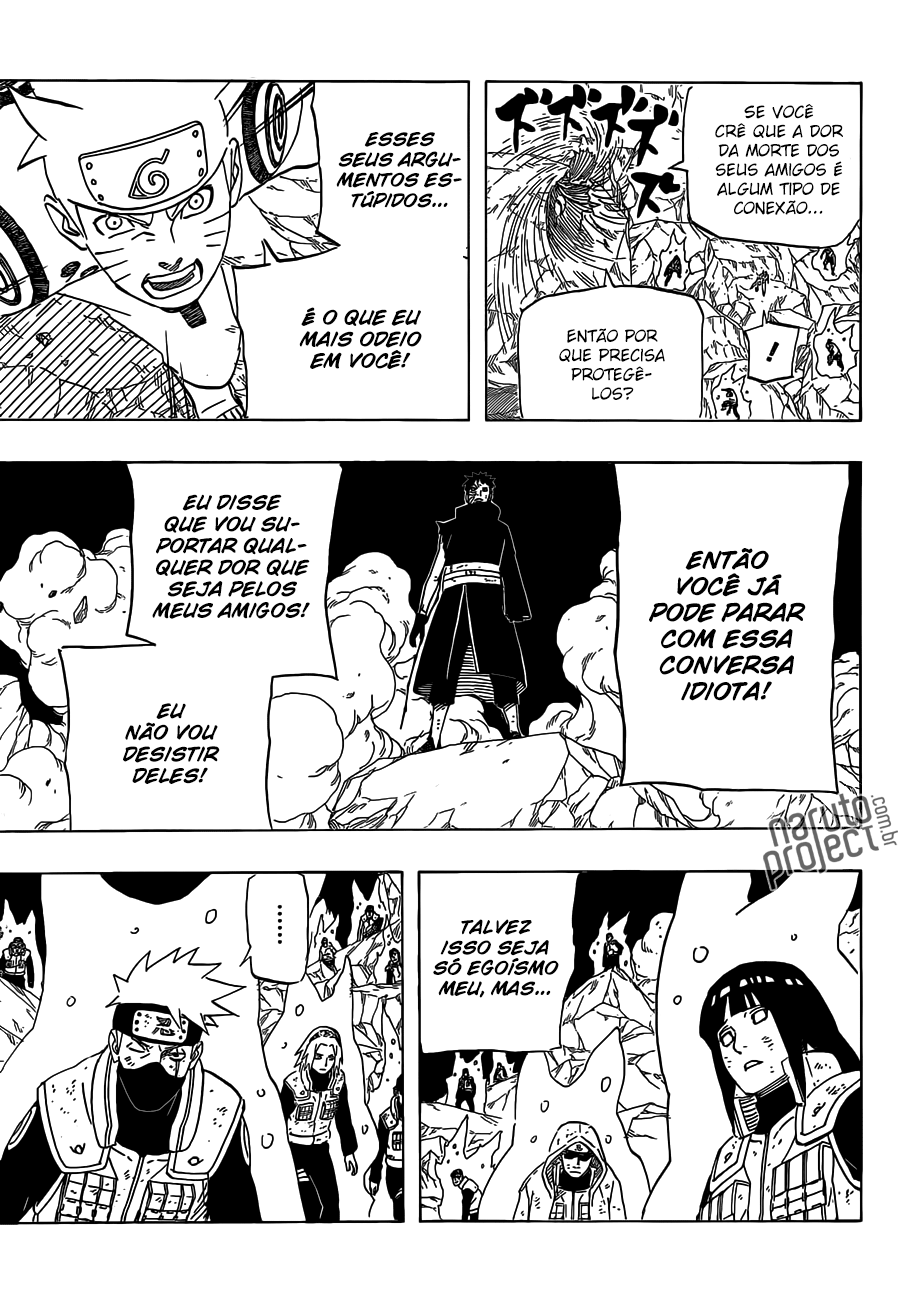 ズズズズズ
SE VOCÊ
CRÊ QUE A DOR
DA MORTE DOS
SEUS AMIGOS É
ALGUM TIPO DE
CONEXÃO...
!
ENTÃO POR
QUE PRECISA
PROTEGÊ-
LOS?
ESSES
SEUS ARGU-
MENTOS ES-
TÚPIDOS...
É O QUE EU
MAIS ODEIO
EM VOCÊ!
ENTÃO
VOCÊ JÁ
PODE PARAR
COM ESSA
CONVERSA
IDIOTA!
EU DISSE
QUE VOU SU-
PORTAR QUAL-
QUER DOR QUE
SEJA PELOS
MEUS AMIGOS!
EU
NÃO VOU
DESISTIR
DELES!
naruto
project.com.br
TALVEZ
ISSO SEJA
SÓ EGOÍSMO
MEU, MAS...
......
忍